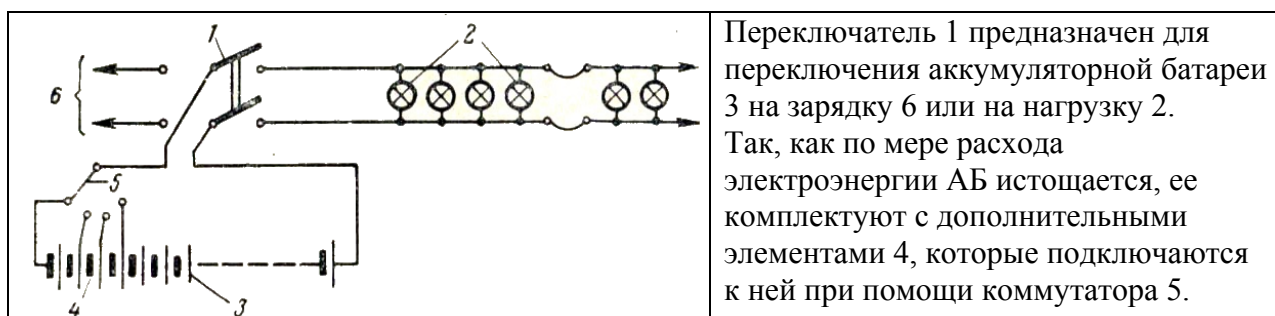 1
2
6
5
4
3
Переключатель 1 предназначен для
переключения аккумуляторной батареи
3 на зарядку 6 или на нагрузку 2.
Так, как по мере расхода
электроэнергии АБ истощается, ее
комплектуют с дополнительными
элементами 4, которые подключаются
к ней при помощи коммутатора 5.